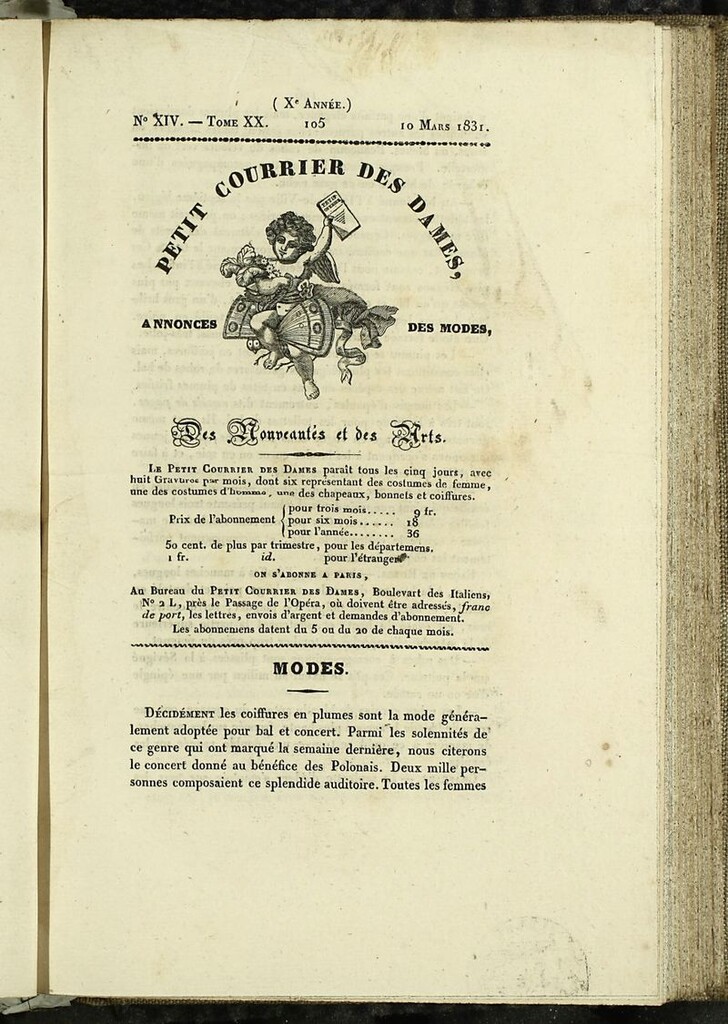 ( Xe ANNÉE.)
No XIV. — TOME XX. 105 10 MARS 1831.
PETIT COURRIER DES DAMES,
ANNONCES DES MODES,
Des Nouveautés et des Arts.
LE PETIT COURRIER DES DAMES paraît tous les cinq jours, avec
huit Gravures par mois, dont six représentant des costumes de femme,
une des costumes d'homme, une des chapeaux, bonnets et coiffures.
Prix de l'abonnement { pour trois mois..... 9 fr.
pour six mois...... 18
pour l'année........ 36
50 cent. de plus par trimestre, pour les départemens.
1 fr. id. pour l'étranger
ON S'ABONNE A PARIS,
Au Bureau du PETIT COURRIER DES DAMES, Boulevart des Italiens,
No 2 L, près le Passage de l'Opéra, où doivent être adressés, franc
de port, les lettres, envois d'argent et demandes d'abonnement.
Les abonnemens datent du 5 ou du 20 de chaque mois.
MODES.
DÉCIDÉMENT les coiffures en plumes sont la mode généra-
lement adoptée pour bal et concert. Parmi les solennités de
ce genre qui ont marqué la semaine dernière, nous citerons
le concert donné au bénéfice des Polonais. Deux mille per-
sonnes composaient ce splendide auditoire. Toutes les femmes